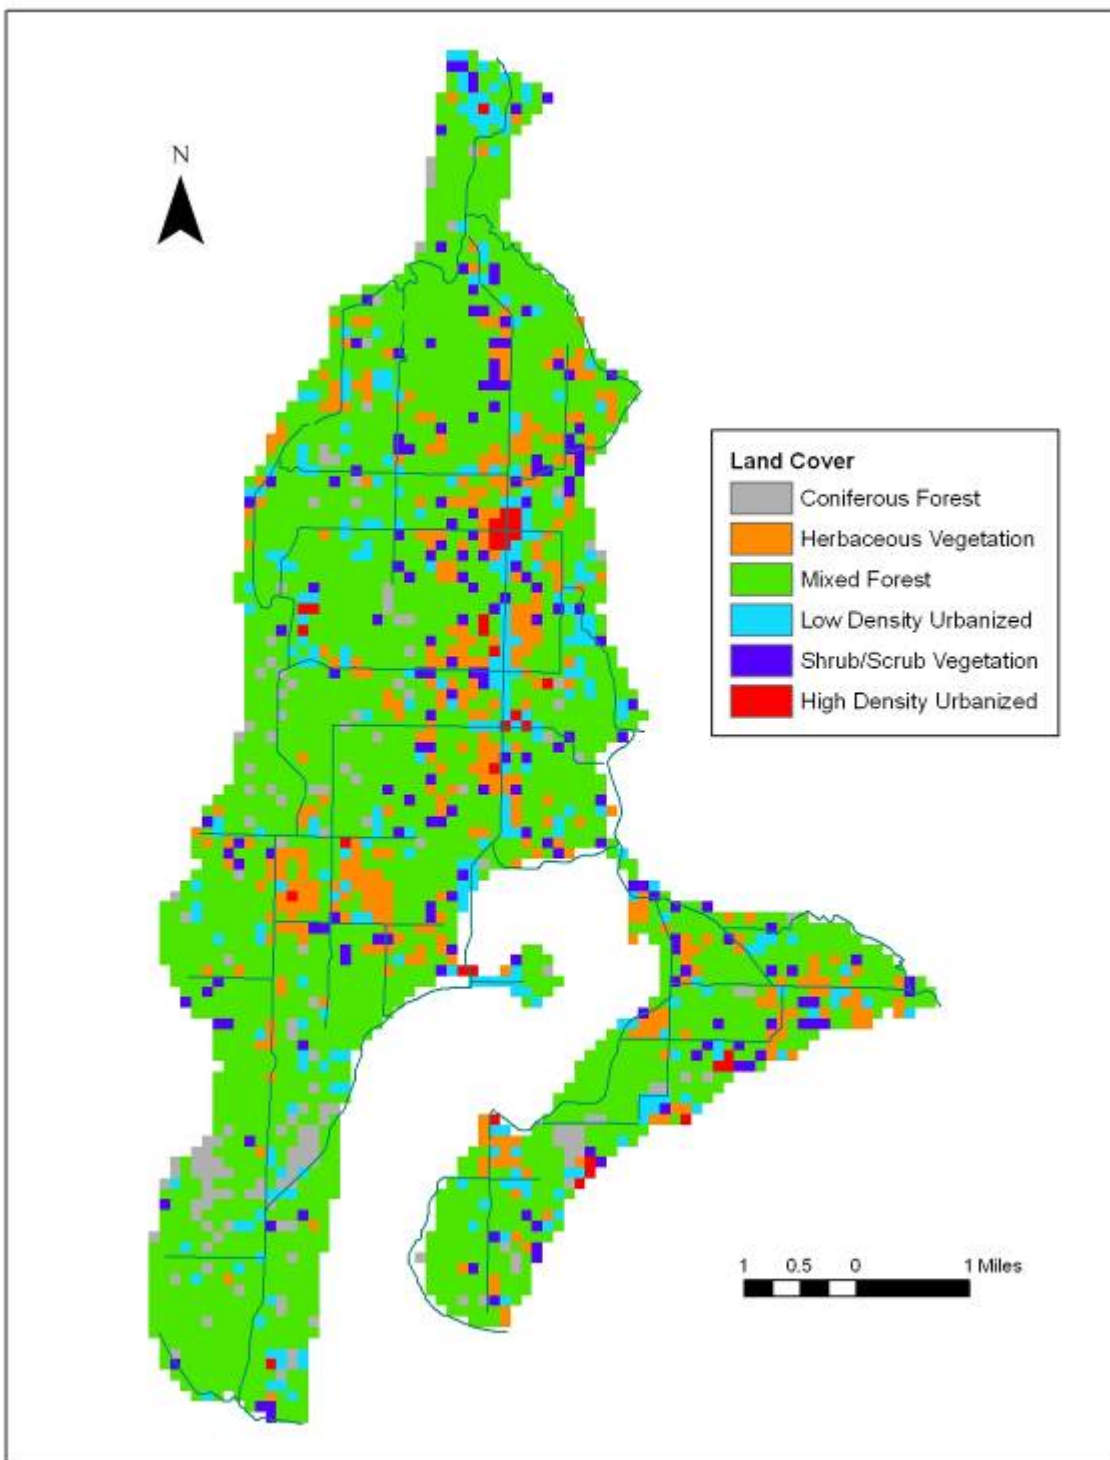 N
Land Cover
Coniferous Forest
Herbaceous Vegetation
Mixed Forest
Low Density Urbanized
Shrub/Scrub Vegetation
High Density Urbanized
1 0.5 0 1 Miles